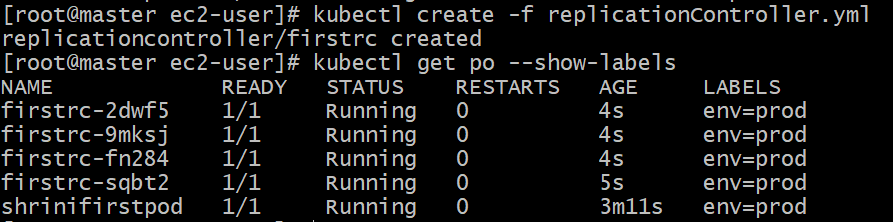 [root@master ec2-user]# kubectl create -f replicationController.yml
replicationcontroller/firstrc created
[root@master ec2-user]# kubectl get po --show-labels
NAME READY STATUS RESTARTS AGE LABELS
firstrc-2dwf5 1/1 Running 0 4s env=prod
firstrc-9mksj 1/1 Running 0 4s env=prod
firstrc-fn284 1/1 Running 0 4s env=prod
firstrc-sqbt2 1/1 Running 0 5s env=prod
shrinifirstpod 1/1 Running 0 3m11s env=prod